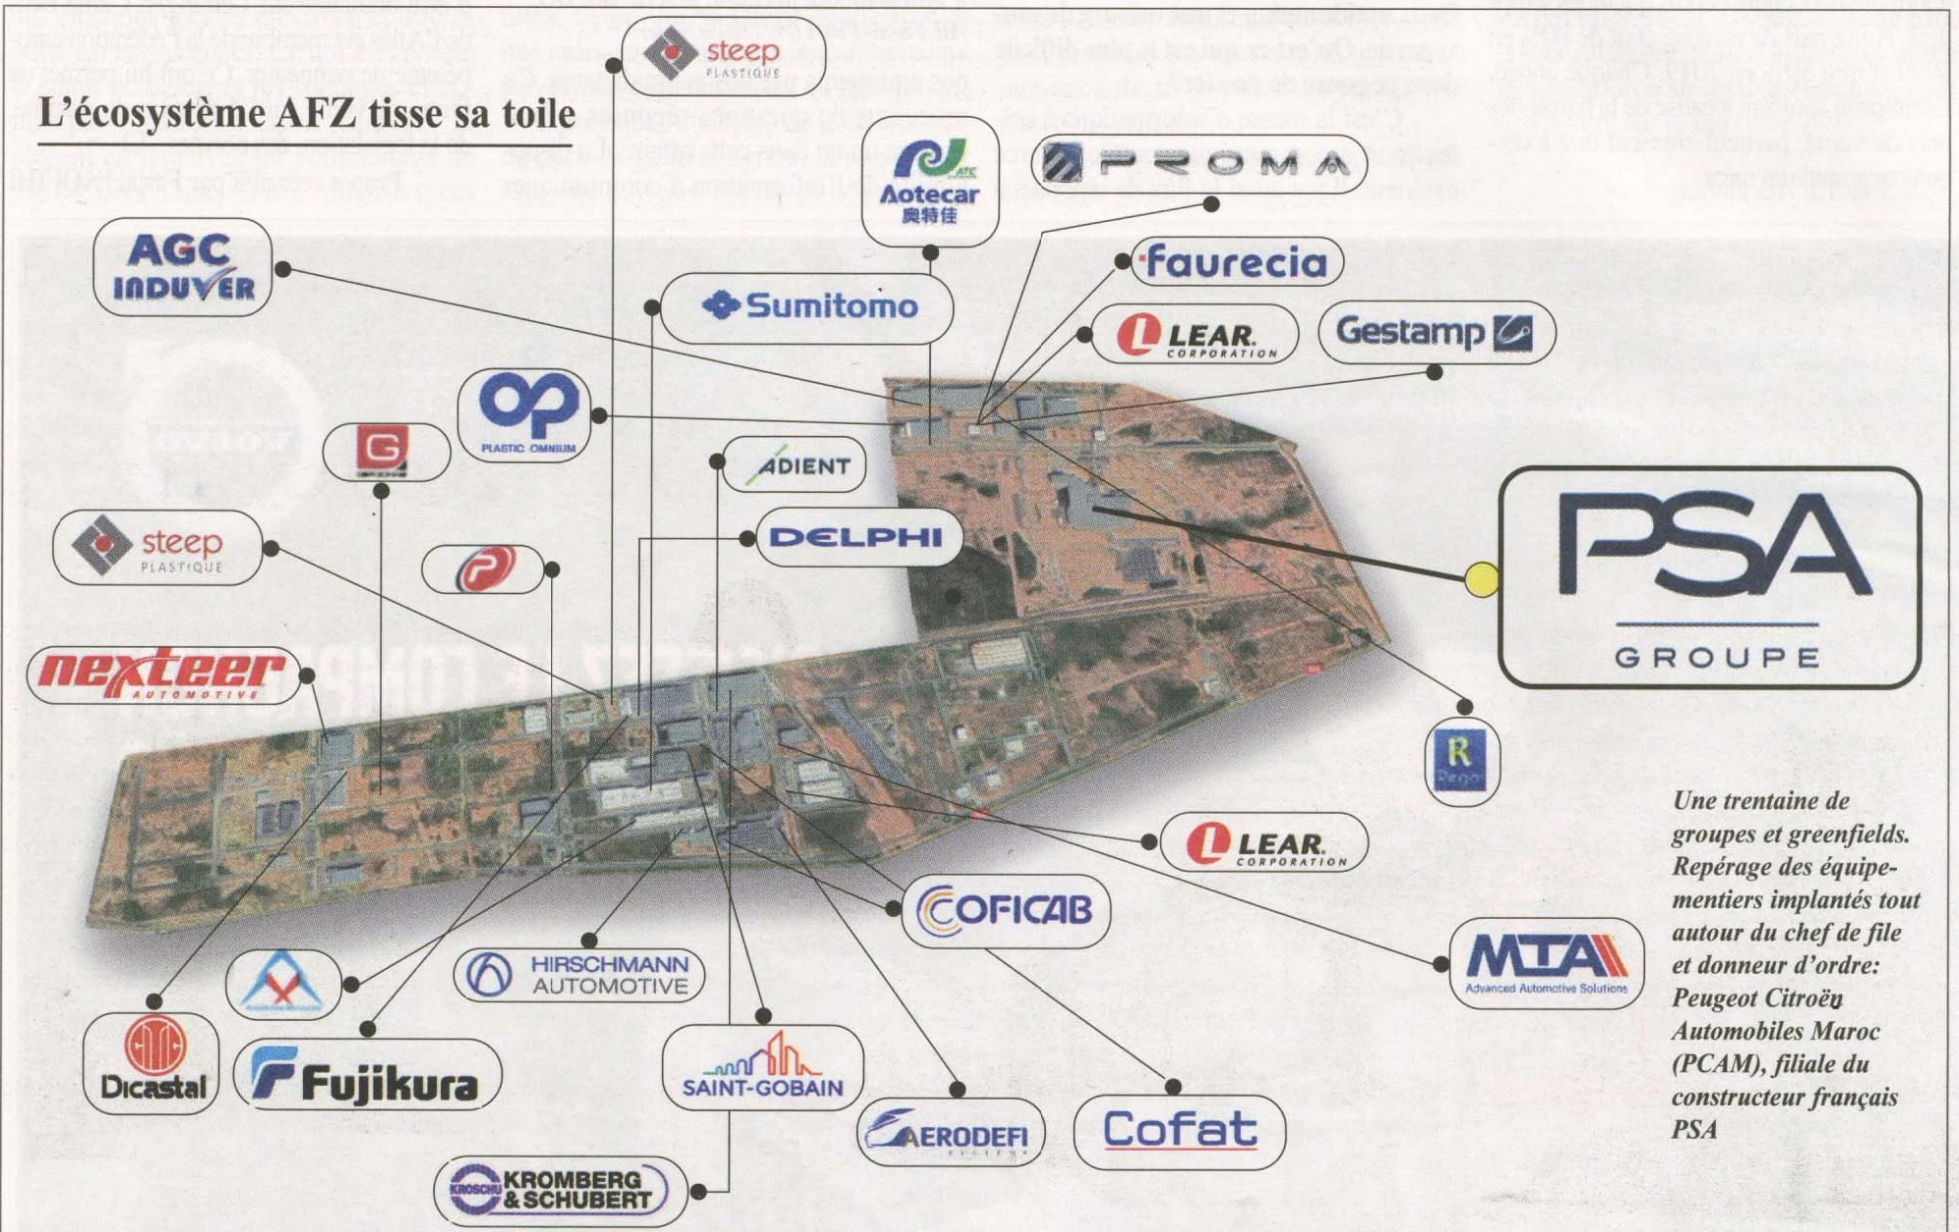 L'écosystème AFZ tisse sa toile
steep
PLASTIQUE
ATC
Aotecar
奥特佳
PROMA
AGC
INDUVER
faurecia
Sumitomo
LEAR.
CORPORATION
Gestamp
OP
PLASTIC OMNIUM
G
ADIENT
steep
PLASTIQUE
P
DELPHI
PSA
GROUPE
nexteer
AUTOMOTIVE
R
Une trentaine de
groupes et greenfields.
Repérage des équipe-
mentiers implantés tout
autour du chef de file
et donneur d'ordre:
Peugeot Citroën
Automobiles Maroc
(PCAM), filiale du
constructeur français
PSA
LEAR.
CORPORATION
COFICAB
MTA
Advanced Automotive Solutions
HIRSCHMANN
AUTOMOTIVE
Dicastal
Fujikura
SAINT-GOBAIN
AERODEFI
Cofat
KROSCHU
KROMBERG
& SCHUBERT